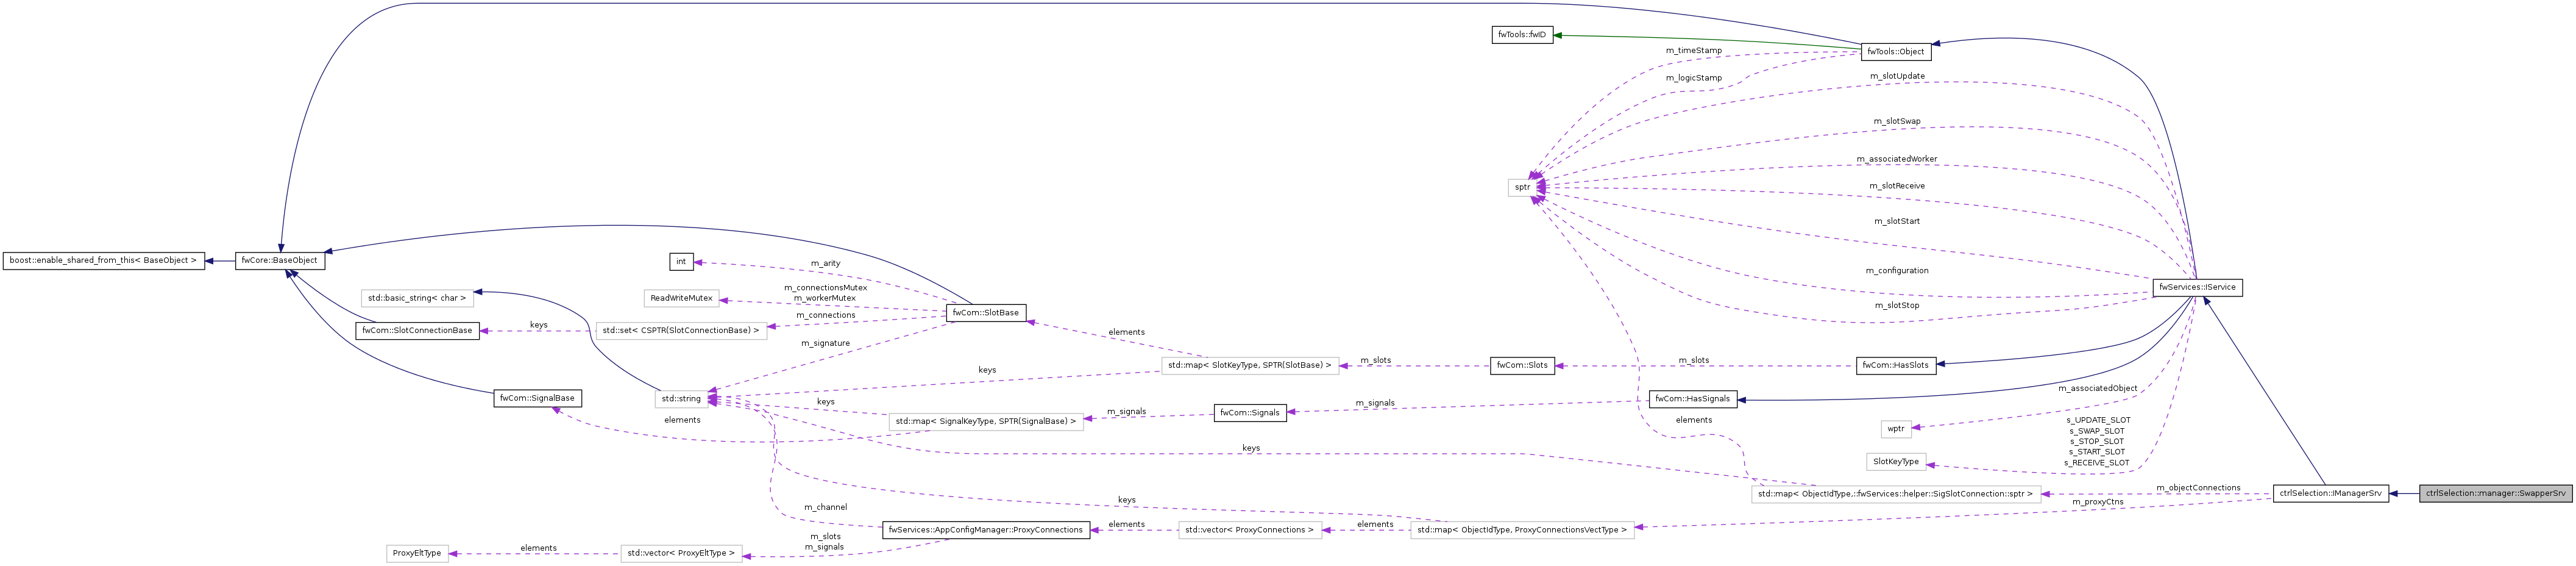 fwTools::fwID
fwTools::Object
m_timeStamp
m_logicStamp
m_slotUpdate
m_slotSwap
m_associatedWorker
sptr
m_slotReceive
m_slotStart
boost::enable_shared_from_this< BaseObject >
fwCore::BaseObject
int
m_arity
m_configuration
fwServices::IService
std::basic_string< char >
ReadWriteMutex
m_connectionsMutex
m_workerMutex
m_slotStop
fwCom::SlotBase
m_connections
fwCom::SlotConnectionBase
keys
std::set< CSPTR(SlotConnectionBase) >
elements
m_signature
std::map< SlotKeyType, SPTR(SlotBase) >
m_slots
fwCom::Slots
m_slots
fwCom::HasSlots
keys
m_associatedObject
fwCom::SignalBase
std::string
keys
m_signals
fwCom::Signals
m_signals
fwCom::HasSignals
elements
std::map< SignalKeyType, SPTR(SignalBase) >
elements
wptr
s_UPDATE_SLOT
s_SWAP_SLOT
s_STOP_SLOT
s_START_SLOT
s_RECEIVE_SLOT
keys
SlotKeyType
std::map< ObjectIdType,::fwServices::helper::SigSlotConnection::sptr >
m_objectConnections
m_proxyCtns
ctrlSelection::IManagerSrv
ctrlSelection::manager::SwapperSrv
keys
m_channel
fwServices::AppConfigManager::ProxyConnections
elements
std::vector< ProxyConnections >
elements
std::map< ObjectIdType, ProxyConnectionsVectType >
m_slots
m_signals
ProxyEltType
elements
std::vector< ProxyEltType >